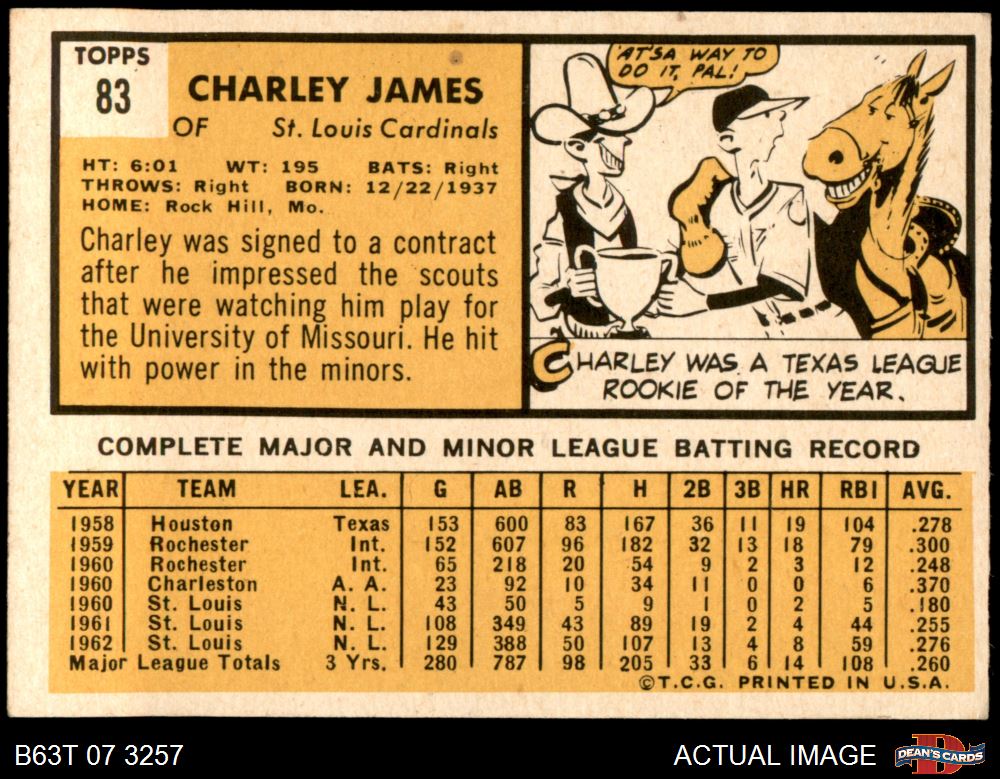 TOPPS
83
CHARLEY JAMES
OF St. Louis Cardinals
HT: 6:01 WT: 195 BATS: Right
THROWS: Right BORN: 12/22/1937
HOME: Rock Hill, Mo.
Charley was signed to a contract
after he impressed the scouts
that were watching him play for
the University of Missouri. He hit
with power in the minors.
'AT'SA WAY TO
DO IT, PAL!
CHARLEY WAS A TEXAS LEAGUE
ROOKIE OF THE YEAR.
COMPLETE MAJOR AND MINOR LEAGUE BATTING RECORD
YEAR TEAM LEA. G AB R H 2B 3B HR RBI AVG.
1958 Houston Texas 153 600 83 167 36 11 19 104 .278
1959 Rochester Int. 152 607 96 182 32 13 18 79 .300
1960 Rochester Int. 65 218 20 54 9 2 3 12 .248
1960 Charleston A. A. 23 92 10 34 11 0 0 6 .370
1960 St. Louis N. L. 43 50 5 9 1 0 2 5 .180
1961 St. Louis N. L. 108 349 43 89 19 2 4 44 .255
1962 St. Louis N. L. 129 388 50 107 13 4 8 59 .276
Major League Totals 3 Yrs. 280 787 98 205 33 6 14 108 .260
©T.C.G. PRINTED IN U.S.A.
B63T 07 3257 ACTUAL IMAGE DEAN'S CARDS